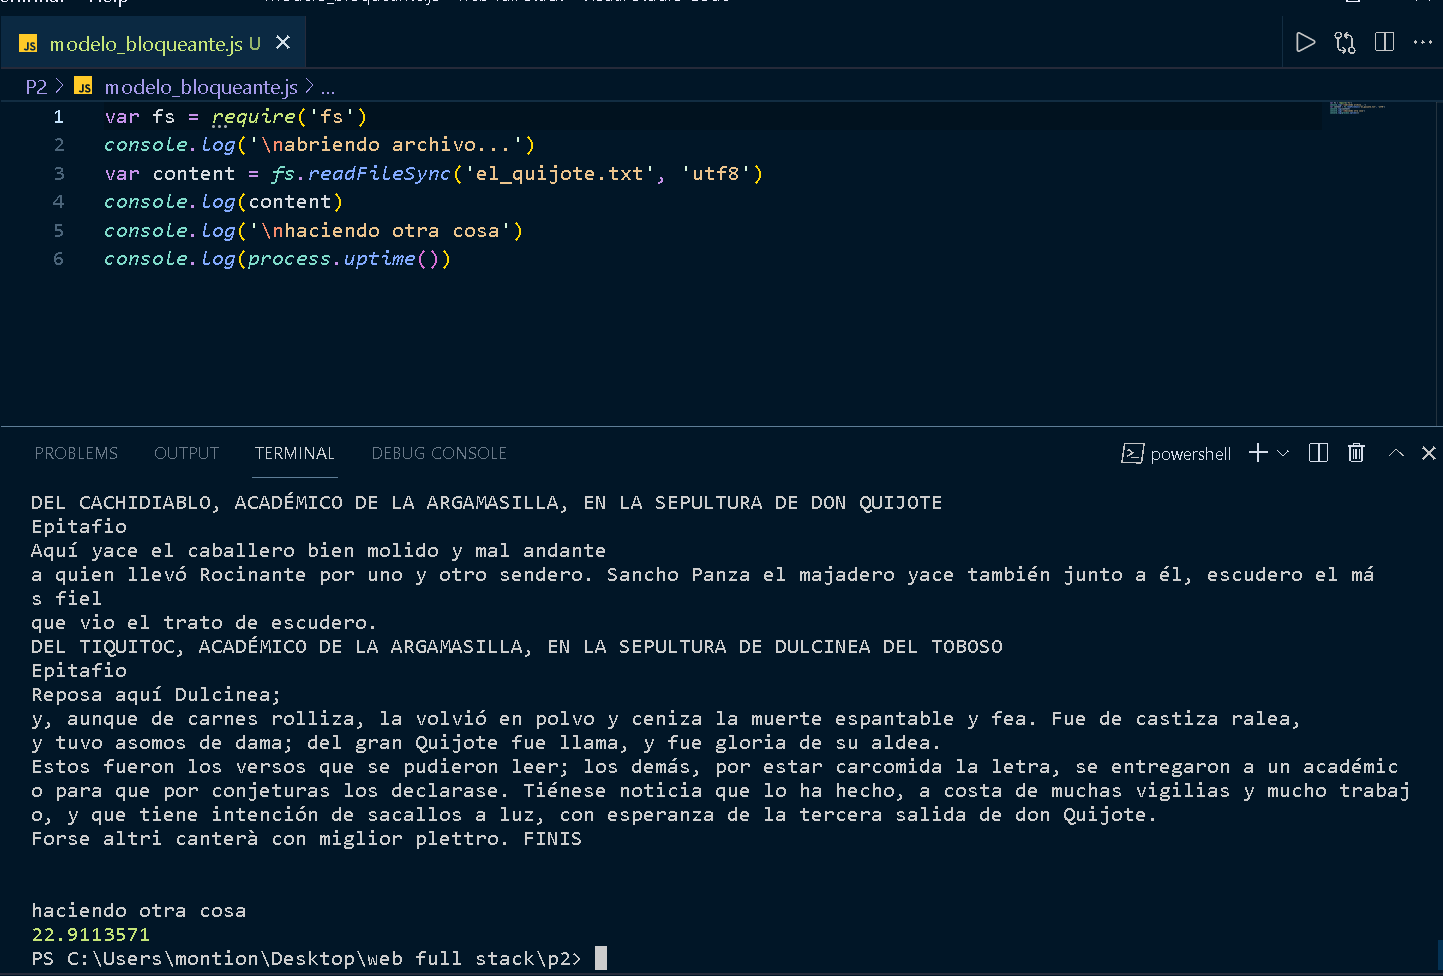 Help
modelo_bloqueante.js U
P2 > JS modelo_bloqueante.js > ...
1 var fs = require('fs')
2 console.log('\nabriendo archivo...')
3 var content = fs.readFileSync('el_quijote.txt', 'utf8')
4 console.log(content)
5 console.log('\nhaciendo otra cosa')
6 console.log(process.uptime())
PROBLEMS OUTPUT TERMINAL DEBUG CONSOLE powershell
DEL CACHIDIABLO, ACADÉMICO DE LA ARGAMASILLA, EN LA SEPULTURA DE DON QUIJOTE
Epitafio
Aquí yace el caballero bien molido y mal andante
a quien llevó Rocinante por uno y otro sendero. Sancho Panza el majadero yace también junto a él, escudero el má
s fiel
que vio el trato de escudero.
DEL TIQUITOC, ACADÉMICO DE LA ARGAMASILLA, EN LA SEPULTURA DE DULCINEA DEL TOBOSO
Epitafio
Reposa aquí Dulcinea;
y, aunque de carnes rolliza, la volvió en polvo y ceniza la muerte espantable y fea. Fue de castiza ralea,
y tuvo asomos de dama; del gran Quijote fue llama, y fue gloria de su aldea.
Estos fueron los versos que se pudieron leer; los demás, por estar carcomida la letra, se entregaron a un académic
o para que por conjeturas los declarase. Tiénese noticia que lo ha hecho, a costa de muchas vigilias y mucho trabaj
o, y que tiene intención de sacallos a luz, con esperanza de la tercera salida de don Quijote.
Forse altri canterà con miglior plettro. FINIS
haciendo otra cosa
22.9113571
PS C:\Users\montion\Desktop\web full stack\p2>